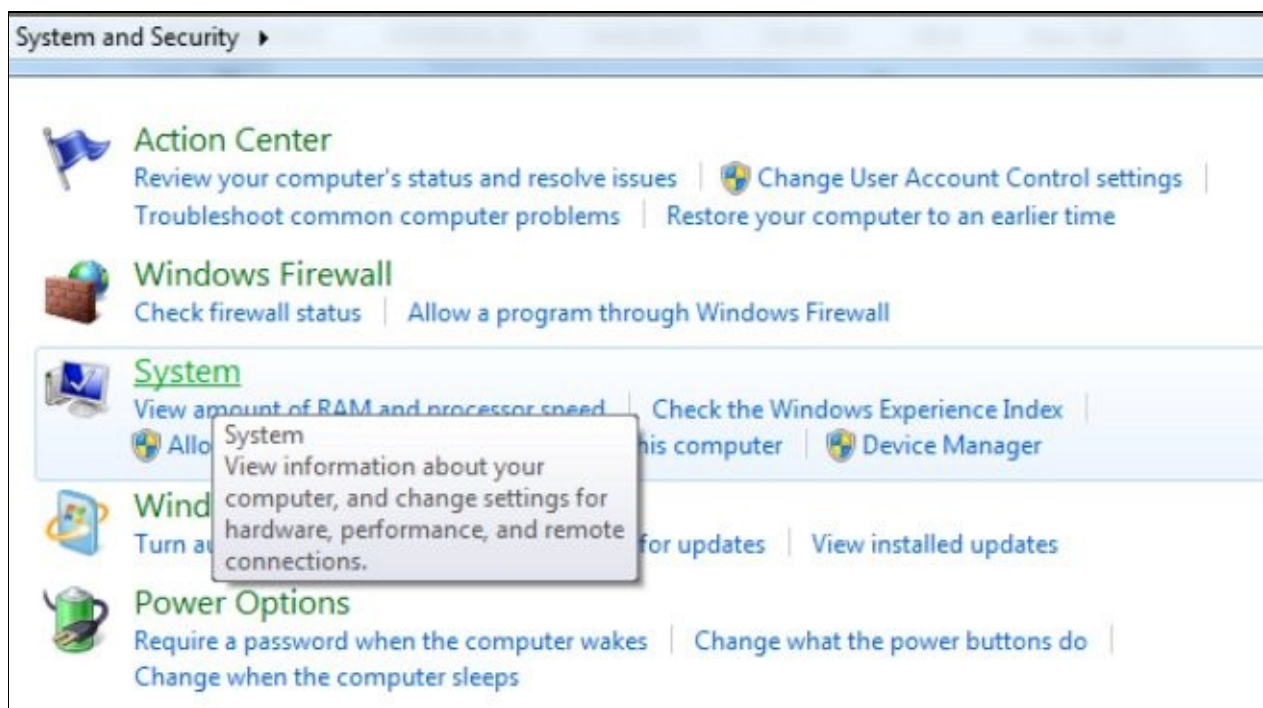 System and Security
Action Center
Review your computer's status and resolve issues Change User Account Control settings
Troubleshoot common computer problems Restore your computer to an earlier time
Windows Firewall
Check firewall status Allow a program through Windows Firewall
System
View amount of RAM and processor speed Check the Windows Experience Index
Allo his computer Device Manager
System
View information about your
computer, and change settings for
hardware, performance, and remote
connections.
Wind
Turn au for updates View installed updates
Power Options
Require a password when the computer wakes Change what the power buttons do
Change when the computer sleeps